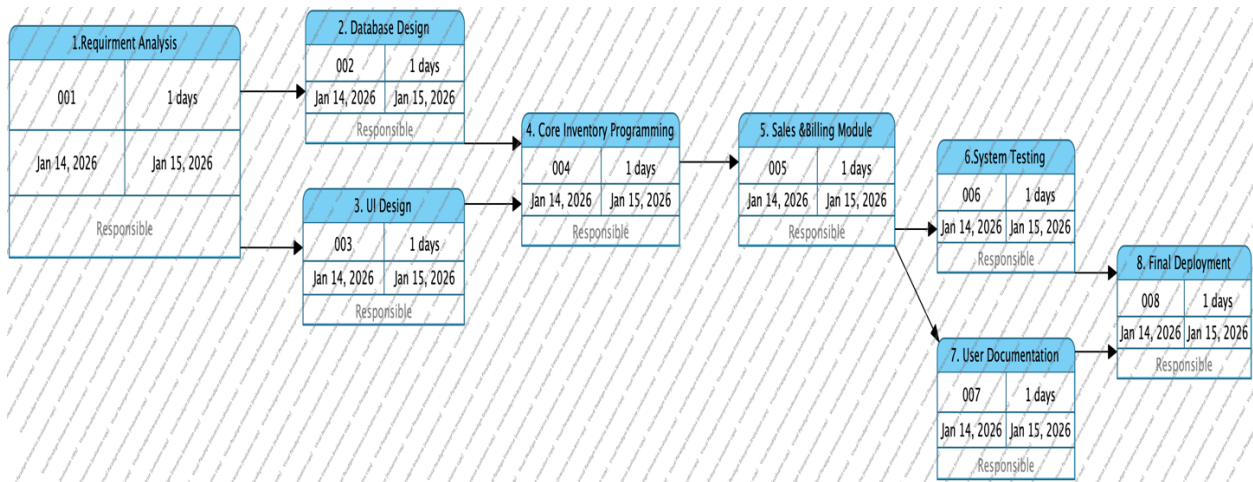 1.Requirment Analysis
001
1 days
Jan 14, 2026
Jan 15, 2026
Responsible
2. Database Design
002
1 days
Jan 14, 2026
Jan 15, 2026
Responsible
3. UI Design
003
1 days
Jan 14, 2026
Jan 15, 2026
Responsible
4. Core Inventory Programming
004
1 days
Jan 14, 2026
Jan 15, 2026
Responsible
5. Sales &Billing Module
005
1 days
Jan 14, 2026
Jan 15, 2026
Responsible
6.System Testing
006
1 days
Jan 14, 2026
Jan 15, 2026
Responsible
7. User Documentation
007
1 days
Jan 14, 2026
Jan 15, 2026
Responsible
8. Final Deployment
008
1 days
Jan 14, 2026
Jan 15, 2026
Responsible